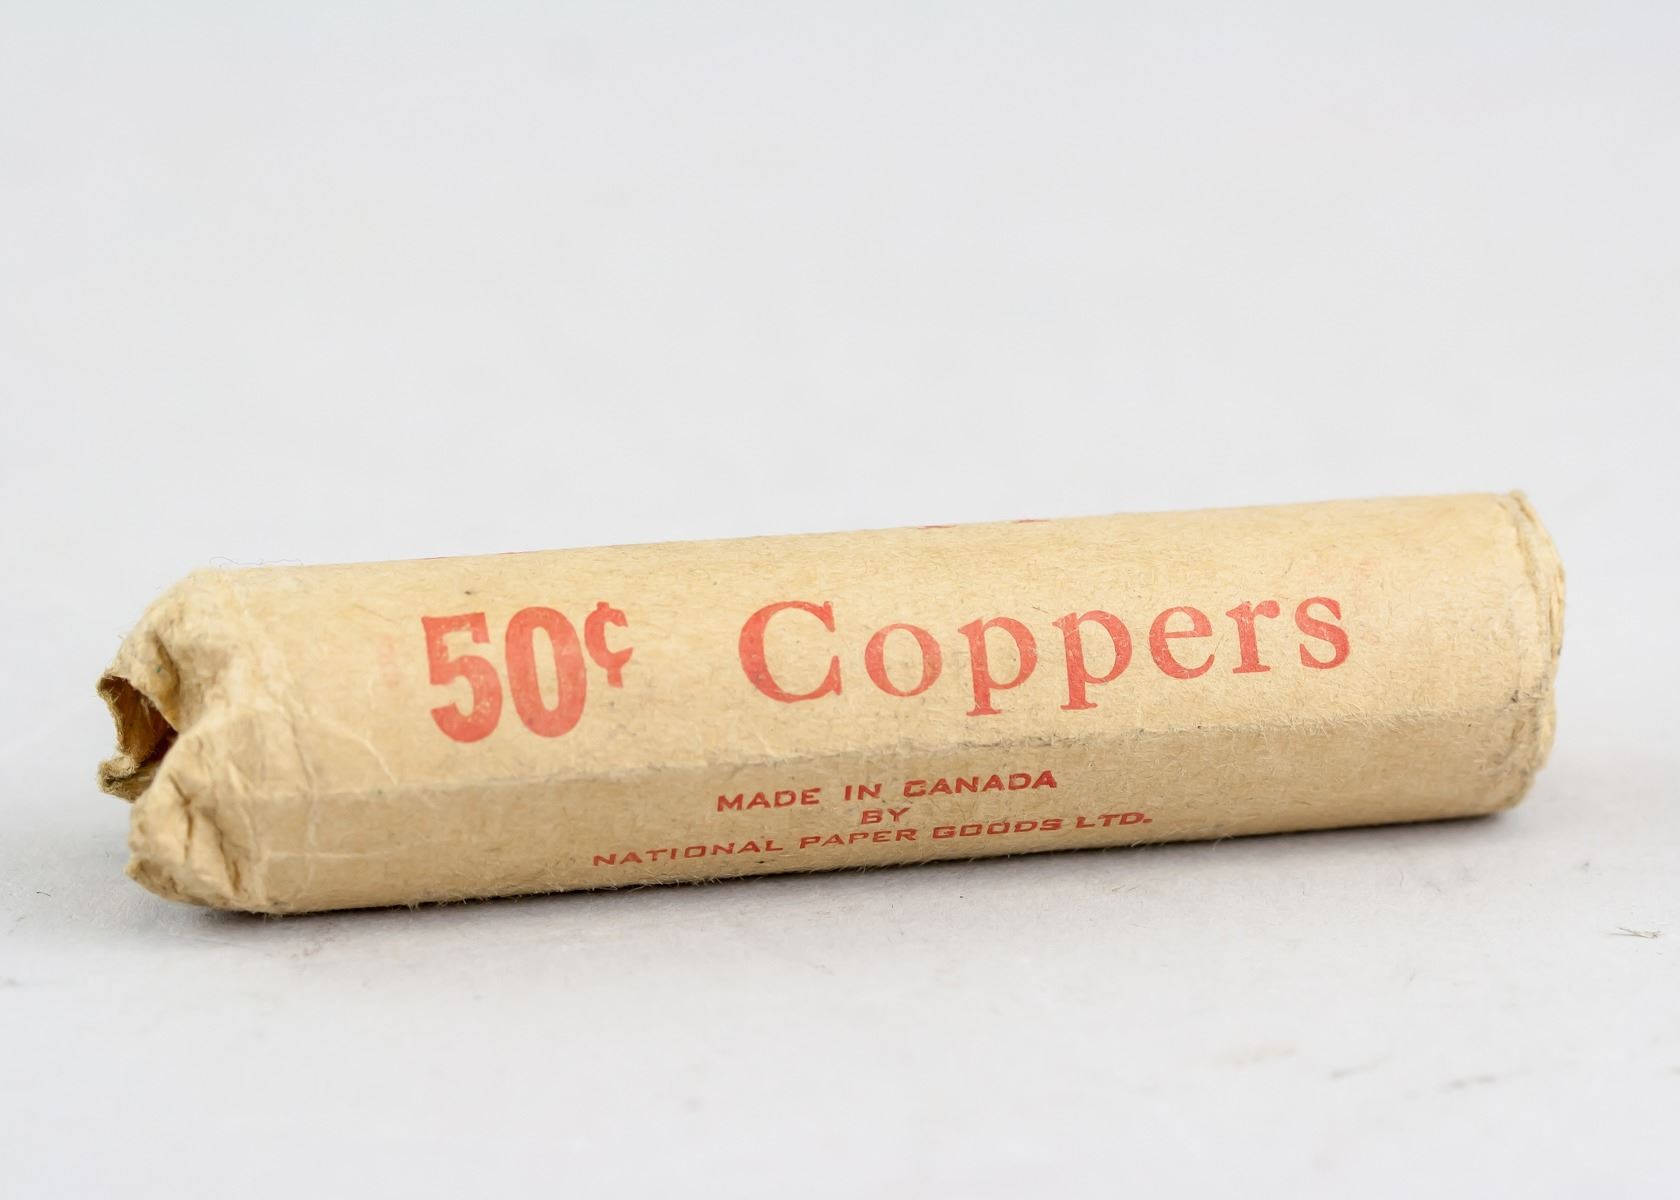 50¢ Coppers
MADE IN CANADA
BY
NATIONAL PAPER GOODS LTD.